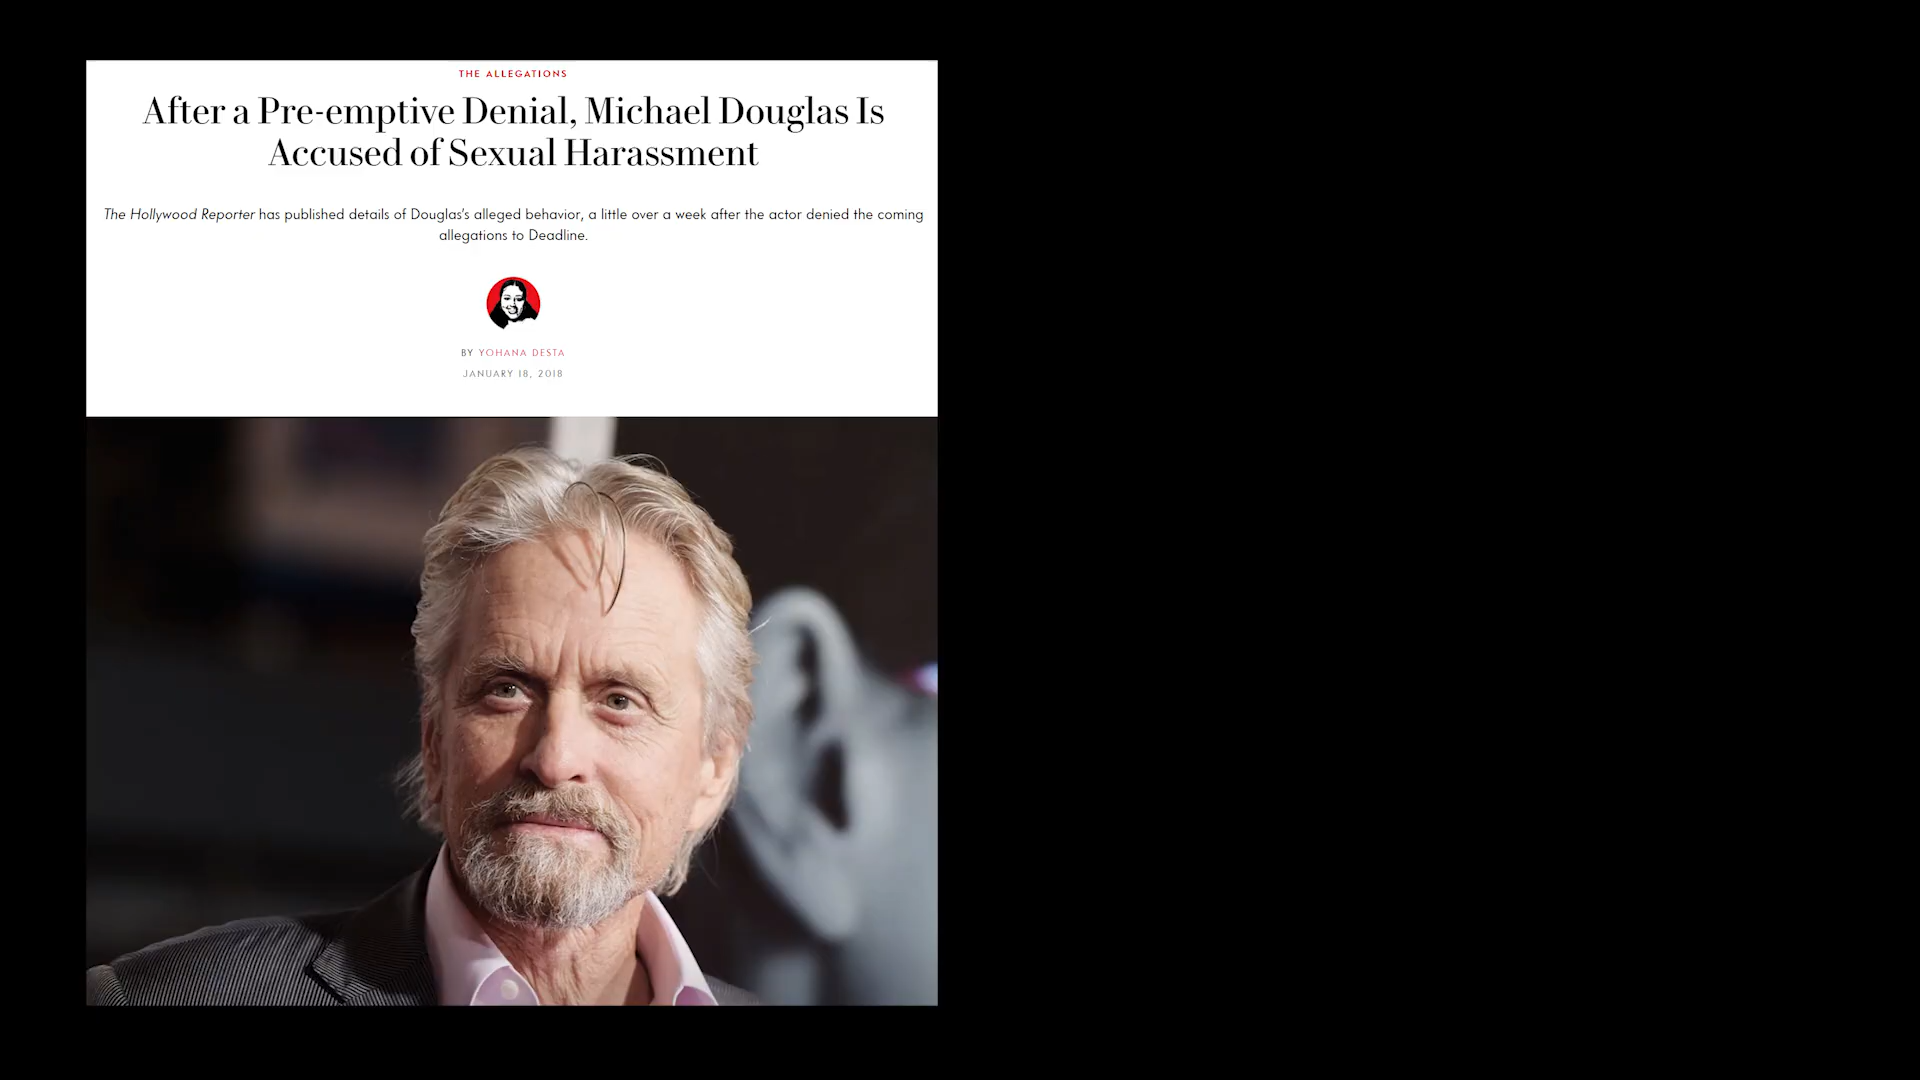 THE ALLEGATIONS
After a Pre-emptive Denial, Michael Douglas Is
Accused of Sexual Harassment
The Hollywood Reporter has published details of Douglas's alleged behavior, a little over a week after the actor denied the coming
allegations to Deadline.
BY YOHANA DESTA
JANUARY 18, 2018